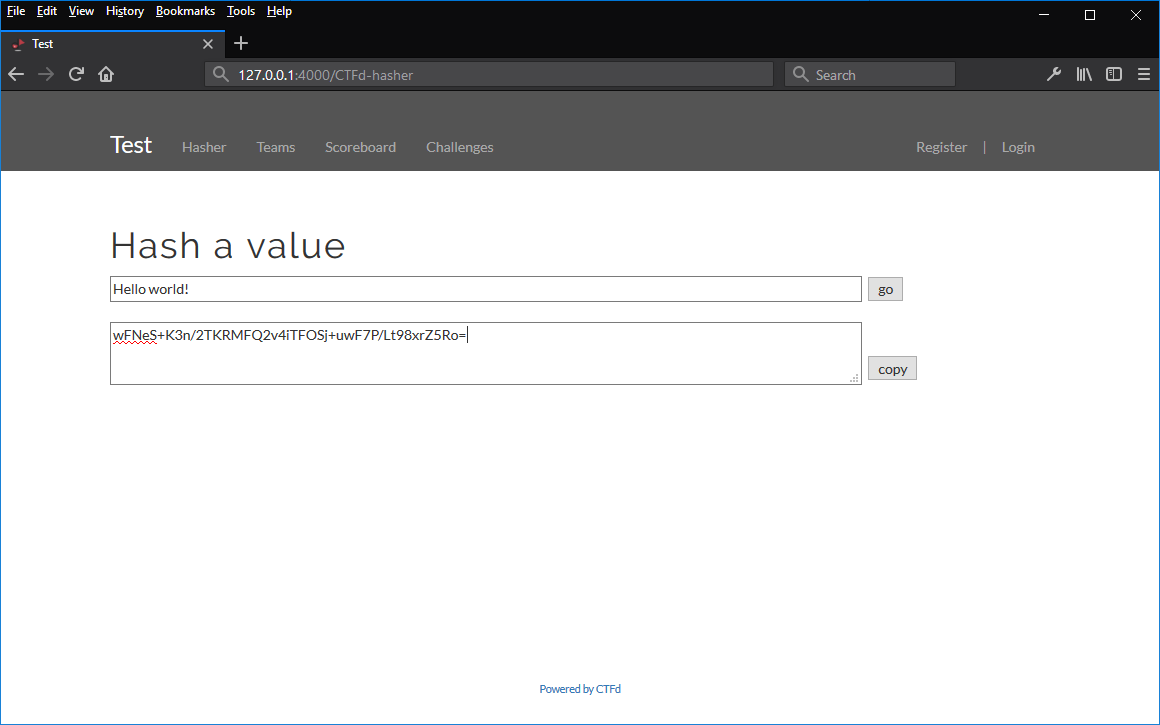 File Edit View History Bookmarks Tools Help
Test
127.0.0.1:4000/CTFd-hasher Search
Test Hasher Teams Scoreboard Challenges Register | Login
Hash a value
Hello world! go
wFNeS+K3n/2TKRMFQ2v4iTFOSj+uwF7P/Lt98xrZ5Ro=
copy
Powered by CTFd